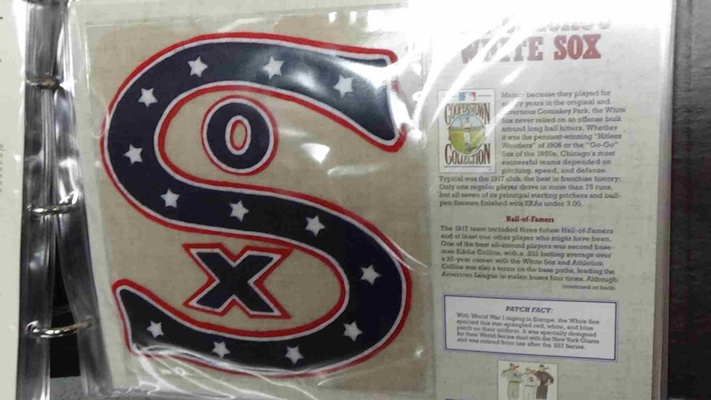 SOX
WHITE SOX
COOPERSTOWN
COLLECTION
Mainly because they played for
many years in the original and
cavernous Comiskey Park, the White
Sox never relied on an offense built
around long ball hitters. Whether
it was the pennant-winning "Hitless
Wonders" of 1906 or the "Go-Go"
Sox of the 1950s, Chicago's most
successful teams depended on
pitching, speed, and defense.
Typical was the 1917 club, the best in franchise history.
Only one regular player drove in more than 75 runs,
but all seven of its principal starting pitchers and bull-
pen firemen finished with ERAs under 3.00.
Hall-of-Famers
The 1917 team included three future Hall-of-Famers
and at least one other player who might have been.
One of the best all-around players was second base-
man Eddie Collins, with a .333 batting average over
a 25-year career with the White Sox and Athletics.
Collins was also a terror on the base paths, leading the
American League in stolen bases four times. Although
(continued on back)
PATCH FACT:
With World War I raging in Europe, the White Sox
sported this star-spangled red, white, and blue
patch on their uniform. It was specially designed
for their World Series duel with the New York Giants
and was retired from use after the 1917 Series.